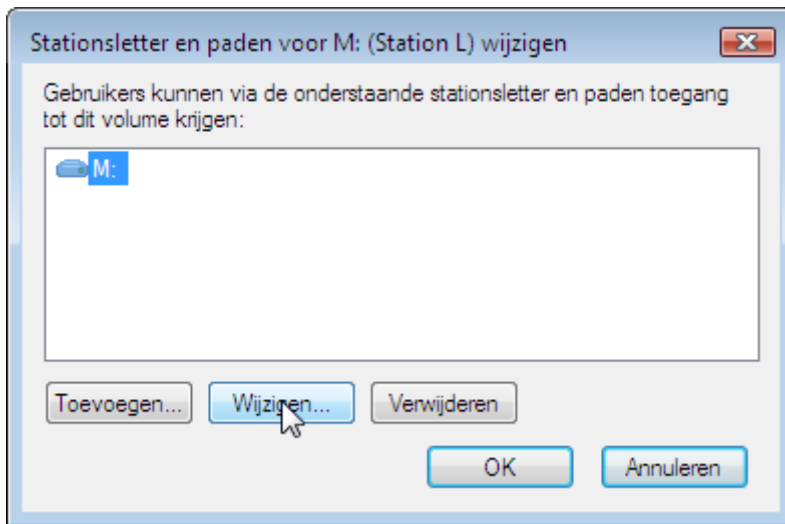 Stationsletter en paden voor M: (Station L) wijzigen
Gebruikers kunnen via de onderstaande stationsletter en paden toegang
tot dit volume krijgen:
M:
Toevoegen... Wijzigen... Verwijderen
OK Annuleren